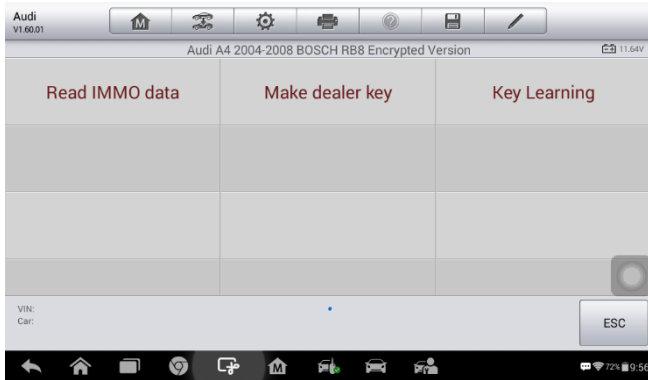 Audi
V1.60.01
Audi A4 2004-2008 BOSCH RB8 Encrypted Version
11.64V
Read IMMO data
Make dealer key
Key Learning
VIN:
Car:
ESC
72%
9:56